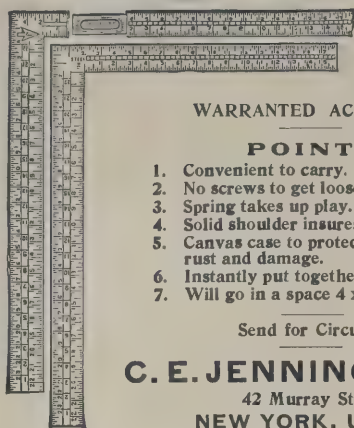 WARRANTED AC
POINT
1. Convenient to carry.
2. No screws to get loos
3. Spring takes up play.
4. Solid shoulder insure
5. Canvas case to protec
rust and damage.
6. Instantly put togethe
7. Will go in a space 4 x
Send for Circu
C. E. JENNING
42 Murray St
NEW YORK, U